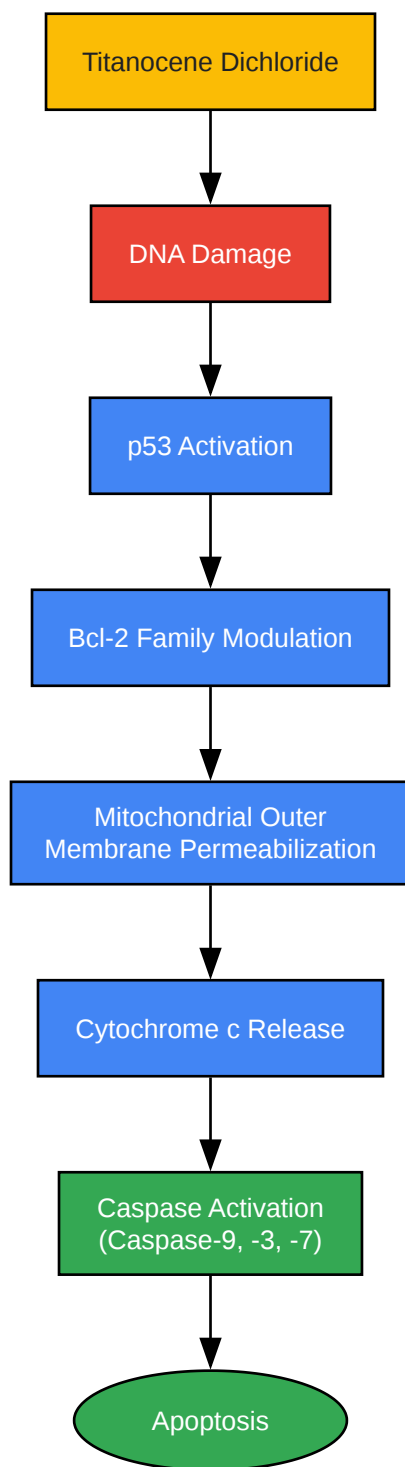 Titanocene Dichloride
DNA Damage
p53 Activation
Bcl-2 Family Modulation
Mitochondrial Outer
Membrane Permeabilization
Cytochrome c Release
Caspase Activation
(Caspase-9, -3, -7)
Apoptosis